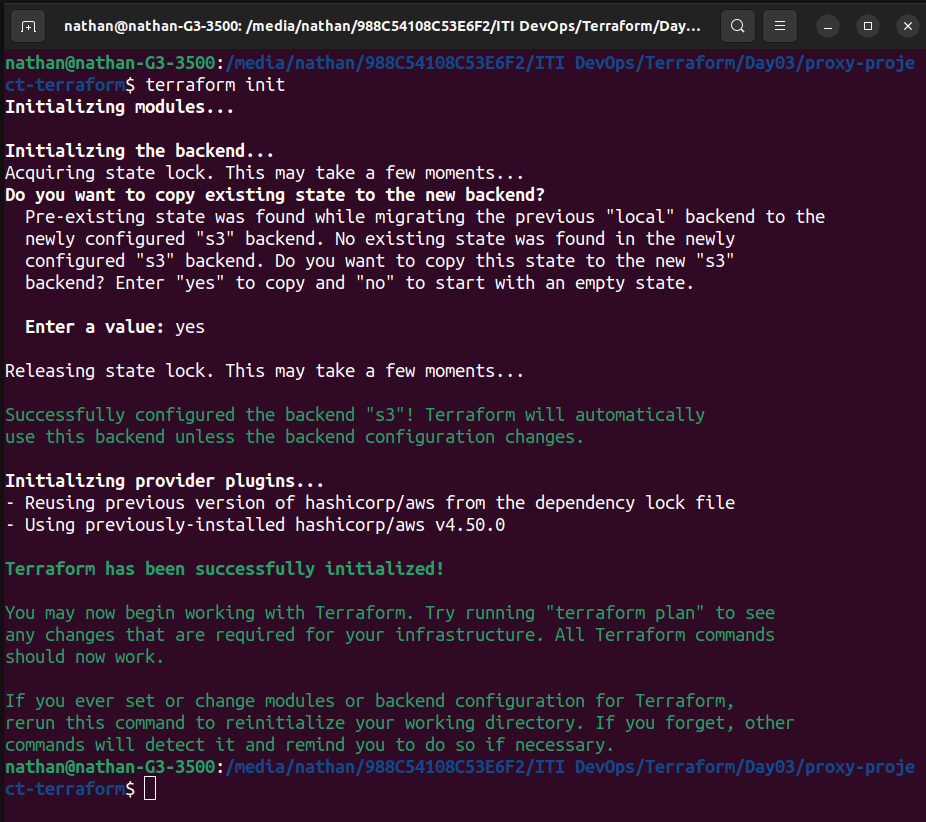 nathan@nathan-G3-3500: /media/nathan/988C54108C53E6F2/ITI DevOps/Terraform/Day...
nathan@nathan-G3-3500:/media/nathan/988C54108C53E6F2/ITI DevOps/Terraform/Day03/proxy-proje
ct-terraform$ terraform init
Initializing modules...
Initializing the backend...
Acquiring state lock. This may take a few moments...
Do you want to copy existing state to the new backend?
Pre-existing state was found while migrating the previous "local" backend to the
newly configured "s3" backend. No existing state was found in the newly
configured "s3" backend. Do you want to copy this state to the new "s3"
backend? Enter "yes" to copy and "no" to start with an empty state.
Enter a value: yes
Releasing state lock. This may take a few moments...
Successfully configured the backend "s3"! Terraform will automatically
use this backend unless the backend configuration changes.
Initializing provider plugins...
- Reusing previous version of hashicorp/aws from the dependency lock file
- Using previously-installed hashicorp/aws v4.50.0
Terraform has been successfully initialized!
You may now begin working with Terraform. Try running "terraform plan" to see
any changes that are required for your infrastructure. All Terraform commands
should now work.
If you ever set or change modules or backend configuration for Terraform,
rerun this command to reinitialize your working directory. If you forget, other
commands will detect it and remind you to do so if necessary.
nathan@nathan-G3-3500:/media/nathan/988C54108C53E6F2/ITI DevOps/Terraform/Day03/proxy-proje
ct-terraform$